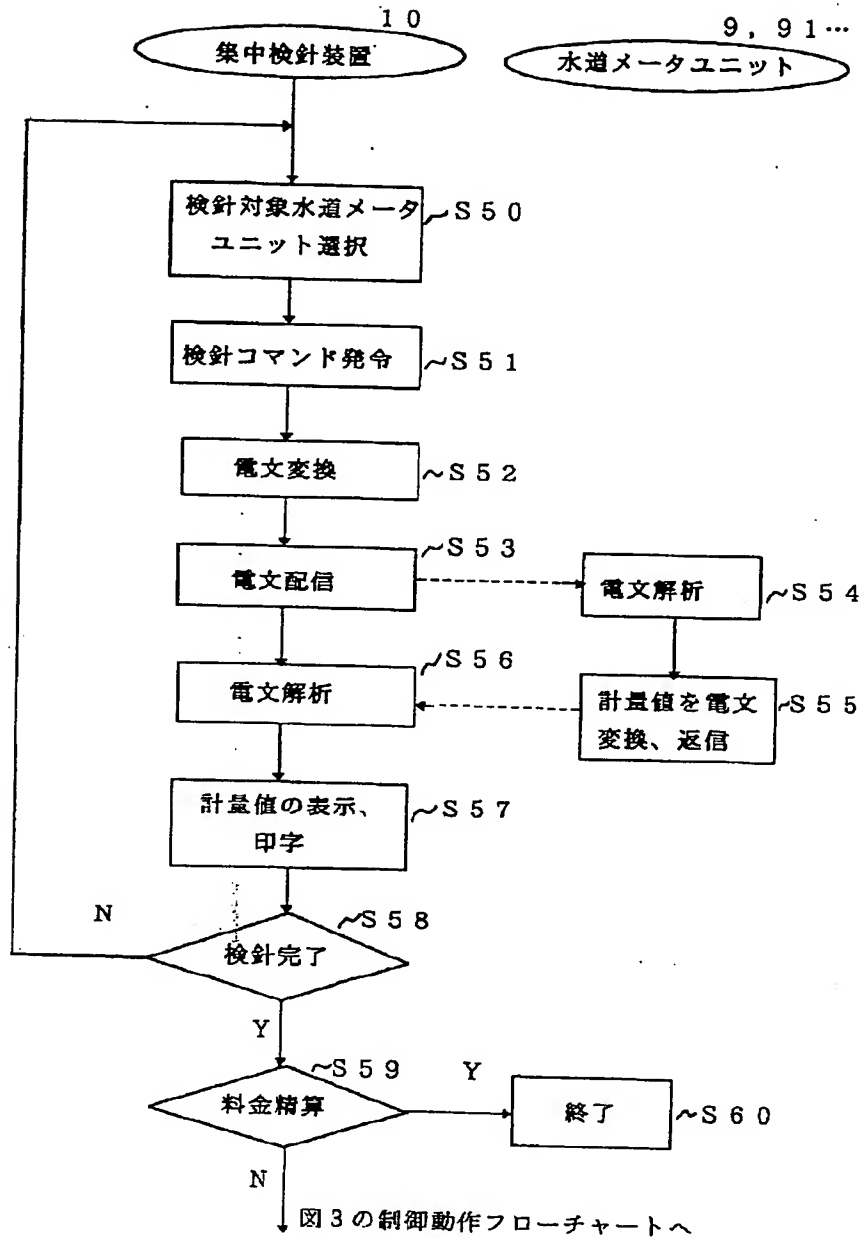 10
集中検針装置
9,91…
水道メータユニット
検針対象水道メータ
ユニット選択
~S50
検針コマンド発令
~S51
電文変換
~S52
電文配信
~S53
電文解析
~S54
電文解析
~S56
計量値を電文
変換、返信
~S55
計量値の表示、
印字
~S57
N
検針完了
~S58
Y
料金精算
~S59
Y
終了
~S60
N
図3の制御動作フローチャートへ